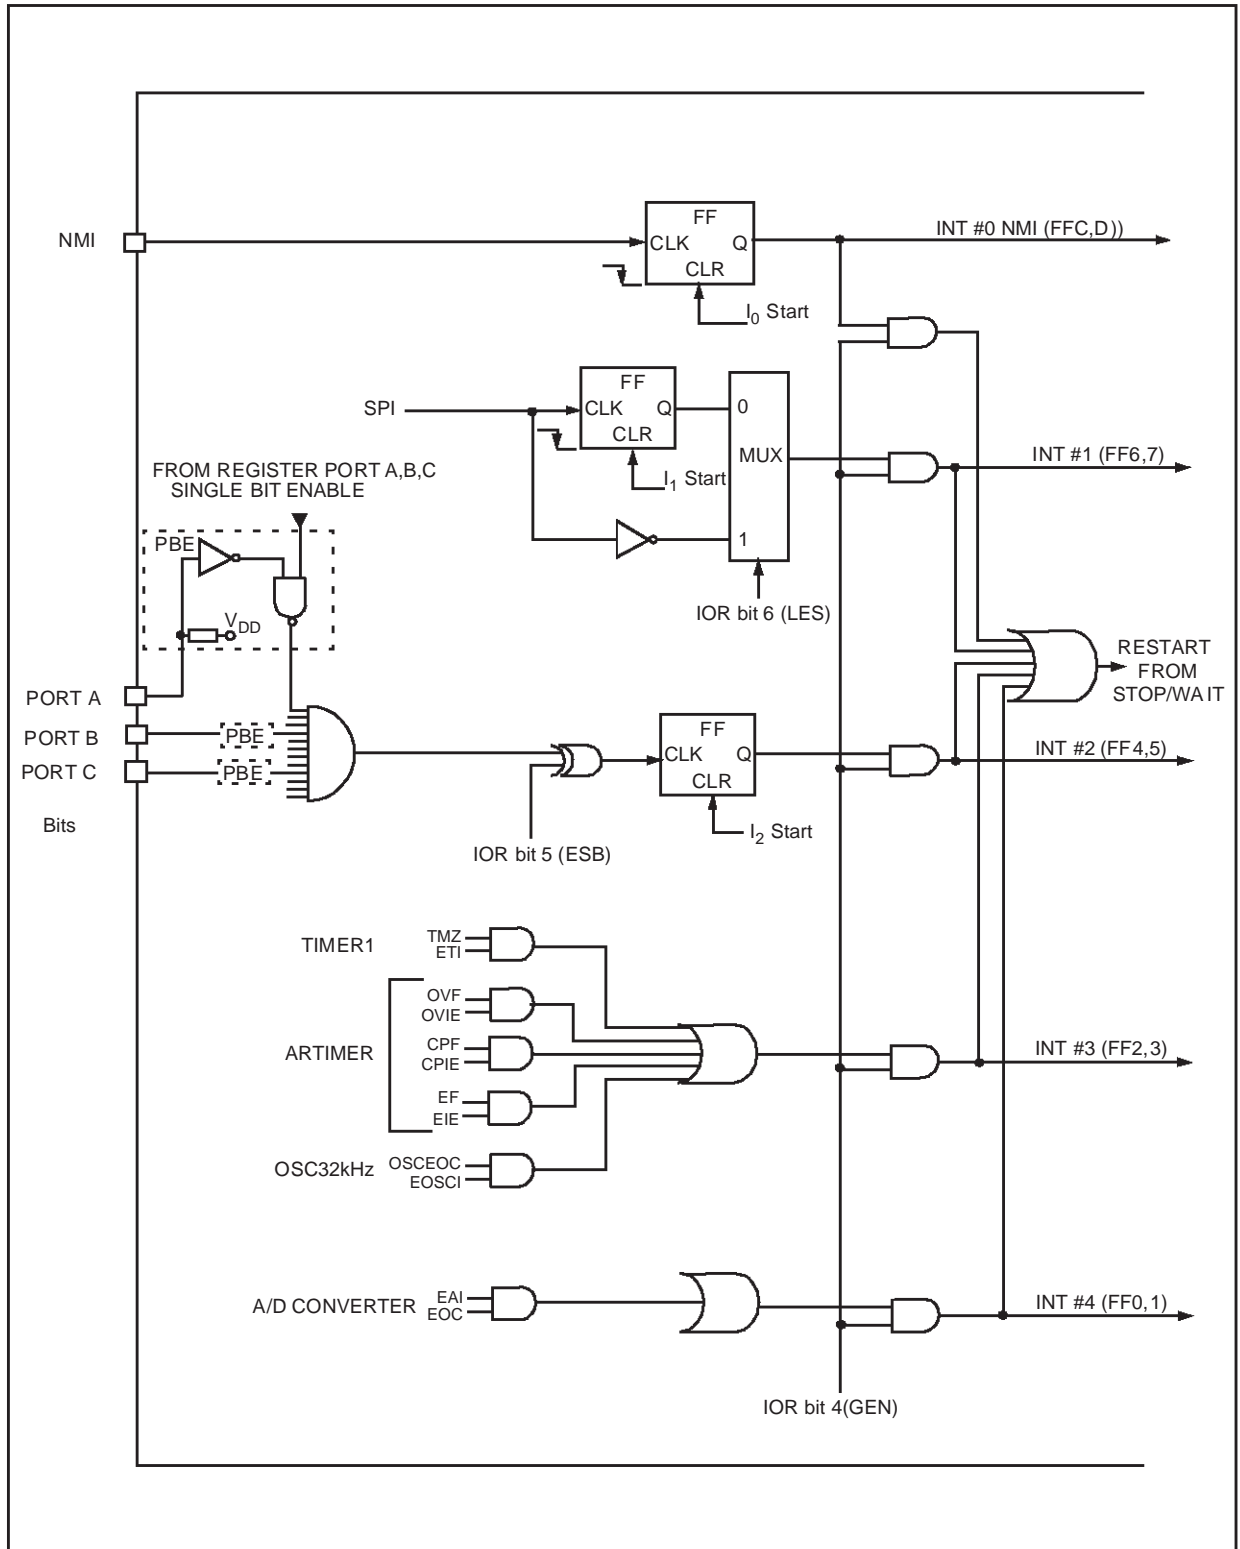 NMI
FF
CLK
Q
CLR
I0 Start
INT #0 NMI (FFC,D))
SPI
FF
CLK
Q
CLR
I1 Start
0
MUX
1
IOR bit 6 (LES)
INT #1 (FF6,7)
FROM REGISTER PORT A,B,C
SINGLE BIT ENABLE
PBE
VDD
PORT A
PORT B
PBE
PORT C
PBE
Bits
IOR bit 5 (ESB)
FF
CLK
Q
CLR
I2 Start
INT #2 (FF4,5)
RESTART
FROM
STOP/WAIT
TIMER1
TMZ
ETI
ARTIMER
OVF
OVIE
CPF
CPIE
EF
EIE
INT #3 (FF2,3)
OSC32kHz
OSCEOC
EOSCI
A/D CONVERTER
EAI
EOC
INT #4 (FF0,1)
IOR bit 4(GEN)